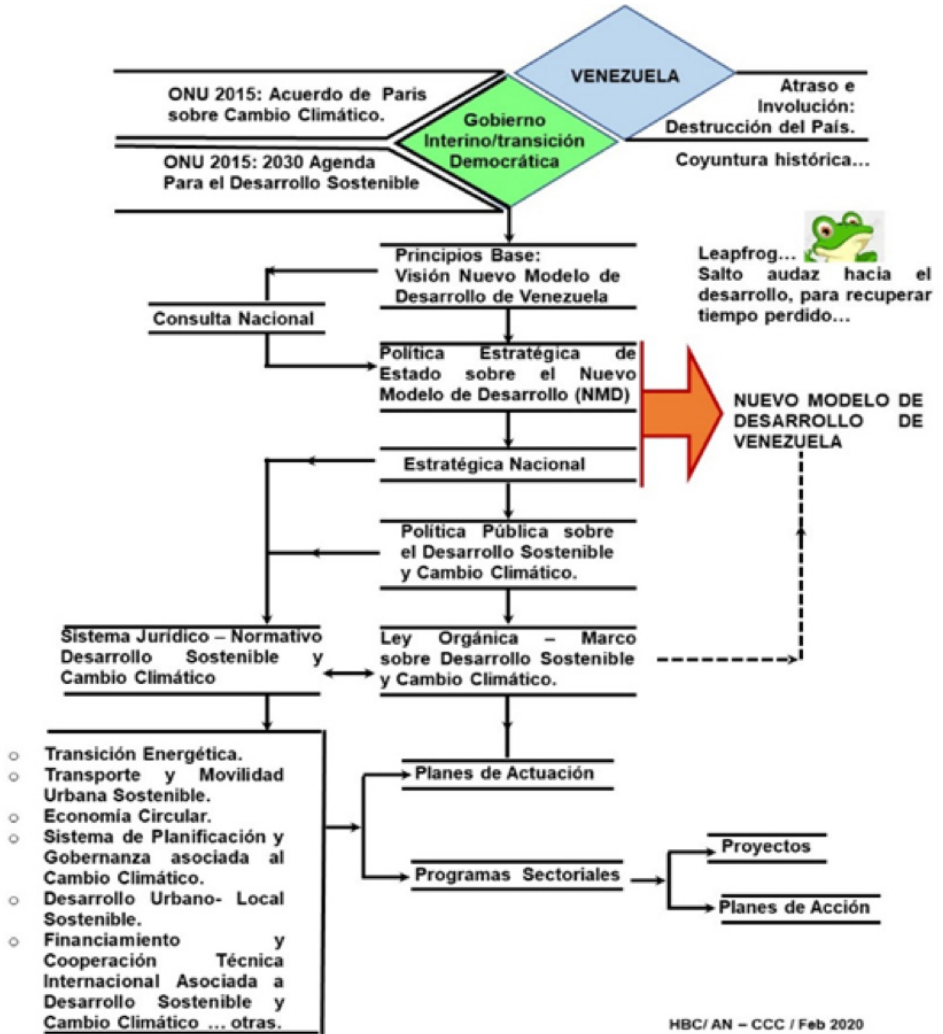 VENEZUELA
ONU 2015: Acuerdo de Paris
sobre Cambio Climático.
Gobierno
Interino/transición
Democrática
Atraso e
Involución:
Destrucción del País.
ONU 2015: 2030 Agenda
Para el Desarrollo Sostenible
Coyuntura histórica...
Principios Base:
Visión Nuevo Modelo de
Desarrollo de Venezuela
Leapfrog...
Salto audaz hacia el
desarrollo, para recuperar
tiempo perdido...
Consulta Nacional
Política Estratégica de
Estado sobre el Nuevo
Modelo de Desarrollo (NMD)
NUEVO MODELO DE
DESARROLLO DE
VENEZUELA
Estratégica Nacional
Política Pública sobre
el Desarrollo Sostenible
y Cambio Climático.
Sistema Jurídico – Normativo
Desarrollo Sostenible y
Cambio Climático
Ley Orgánica – Marco
sobre Desarrollo Sostenible
y Cambio Climático.
○ Transición Energética.
○ Transporte y Movilidad
Urbana Sostenible.
○ Economía Circular.
○ Sistema de Planificación y
Gobernanza asociada al
Cambio Climático.
○ Desarrollo Urbano- Local
Sostenible.
○ Financiamiento y
Cooperación Técnica
Internacional Asociada a
Desarrollo Sostenible y
Cambio Climático ... otras.
Planes de Actuación
Programas Sectoriales
Proyectos
Planes de Acción
HBC/ AN – CCC / Feb 2020